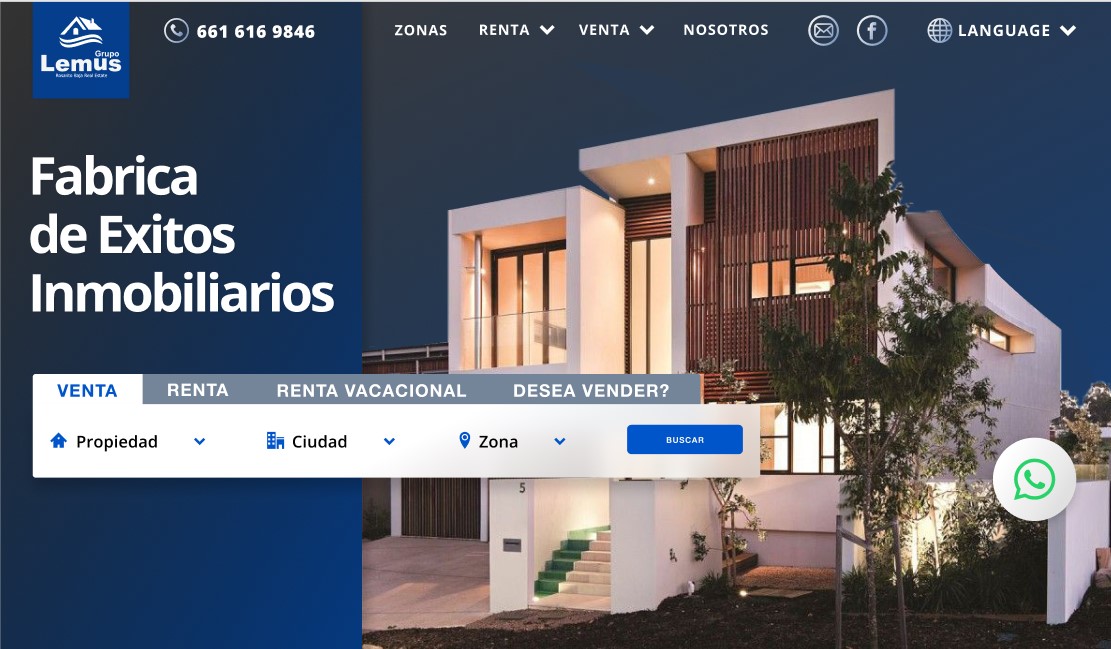 Grupo
Lemus
Rosarito Baja Real Estate
661 616 9846
ZONAS
RENTA
VENTA
NOSOTROS
LANGUAGE
Fabrica
de Exitos
Inmobiliarios
VENTA
RENTA
RENTA VACACIONAL
DESEA VENDER?
Propiedad
Ciudad
Zona
BUSCAR
5